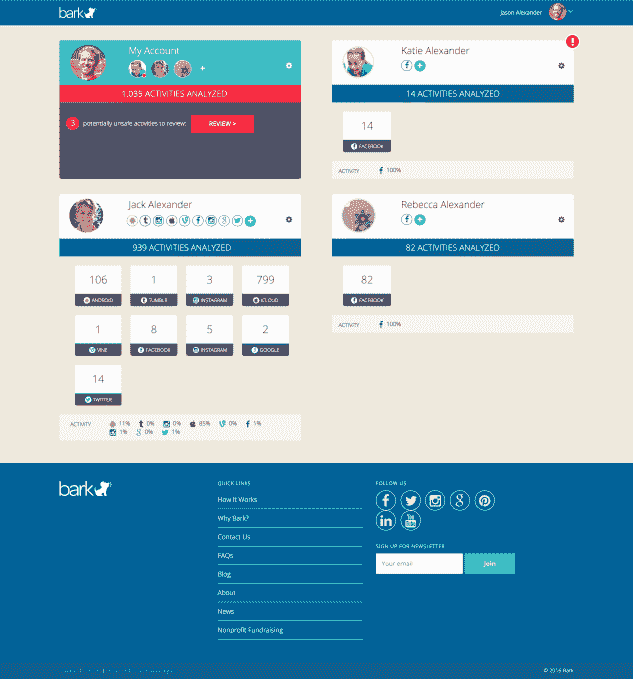 bark
Jason Alexander
My Account
1,035 ACTIVITIES ANALYZED
3 potentially unsafe activities to review:
REVIEW >
Katie Alexander
14 ACTIVITIES ANALYZED
14
FACEBOOK
ACTIVITY 100%
Jack Alexander
939 ACTIVITIES ANALYZED
106 1 3 799
ANDROID TUMBLR INSTAGRAM ICLOUD
1 8 5 2
VINE FACEBOOK INSTAGRAM GOOGLE
14
TWITTER
ACTIVITY 11% 0% 0% 85% 0% 1%
1% 0% 1%
Rebecca Alexander
82 ACTIVITIES ANALYZED
82
FACEBOOK
ACTIVITY 100%
bark
QUICK LINKS
How It Works
Why Bark?
Contact Us
FAQs
Blog
About
News
Nonprofit Fundraising
FOLLOW US
SIGN UP FOR NEWSLETTER
Your email
Join
© 2016 Bark